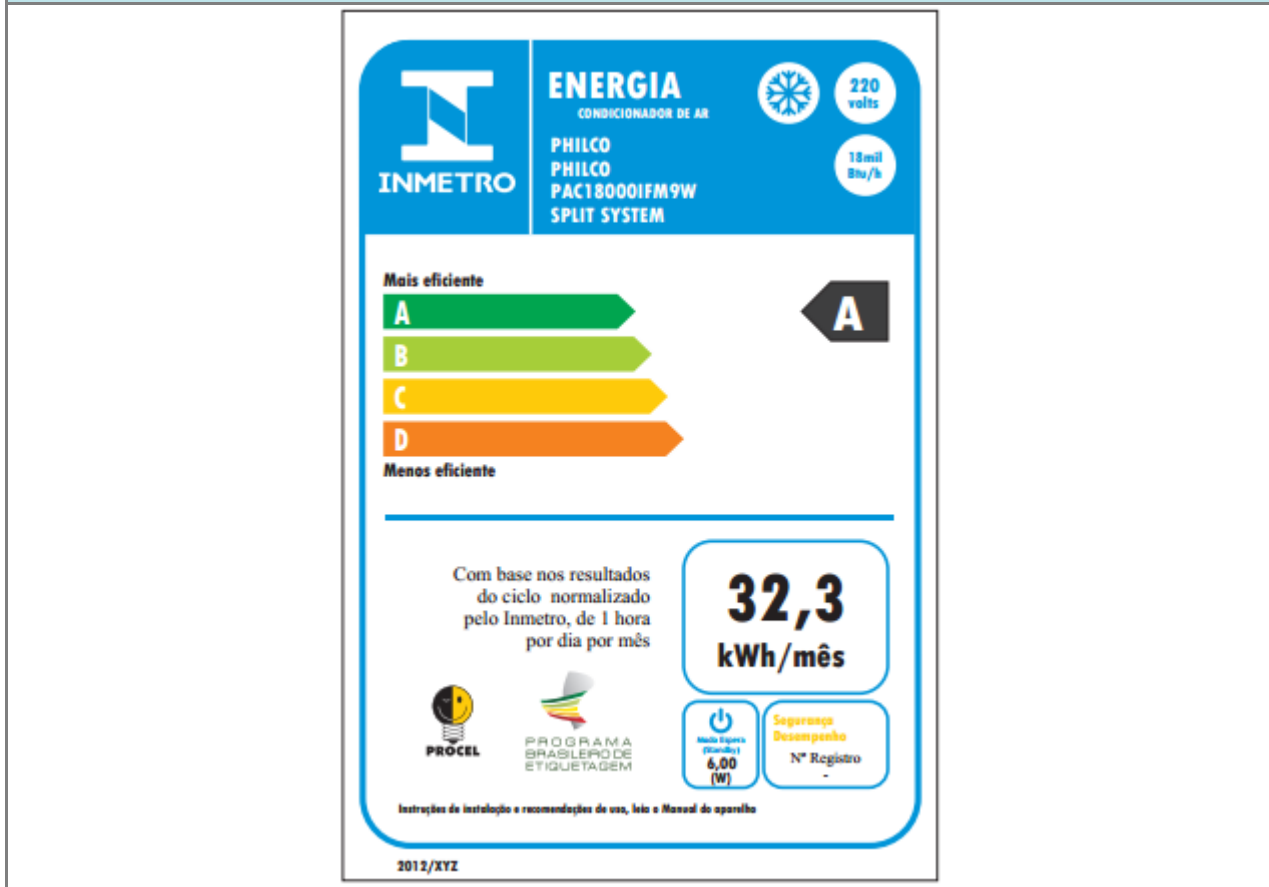 ENERGIA
CONDICIONADOR DE AR
220
volts
PHILCO
PHILCO
PAC18000IFM9W
SPLIT SYSTEM
18mil
Btu/h
INMETRO
Mais eficiente
A
A
B
C
D
Menos eficiente
Com base nos resultados
do ciclo normalizado
pelo Inmetro, de 1 hora
por dia por mês
32,3
kWh/mês
PROCEL
PROGRAMA
BRASILEIRO DE
ETIQUETAGEM
Modo Espera
(Standby)
6,00
(W)
Segurança
Desempenho
Nº Registro
-
Instruções de instalação e recomendações de uso, leia o Manual do aparelho
2012/XYZ